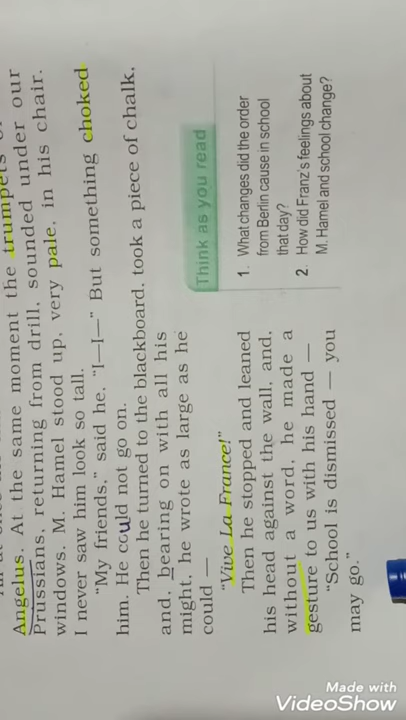 Angelus. At the same moment the trumpets
Prussians, returning from drill, sounded under our
windows. M. Hamel stood up, very pale, in his chair.
I never saw him look so tall.
"My friends," said he, "I—I—" But something choked
him. He could not go on.
Then he turned to the blackboard, took a piece of chalk,
and, bearing on with all his
might, he wrote as large as he
could —
"Vive La France!"
Then he stopped and leaned
his head against the wall, and,
without a word, he made a
gesture to us with his hand —
"School is dismissed — you
may go."
Think as you read
1. What changes did the order
from Berlin cause in school
that day?
2. How did Franz's feelings about
M. Hamel and school change?
Made with
VideoShow